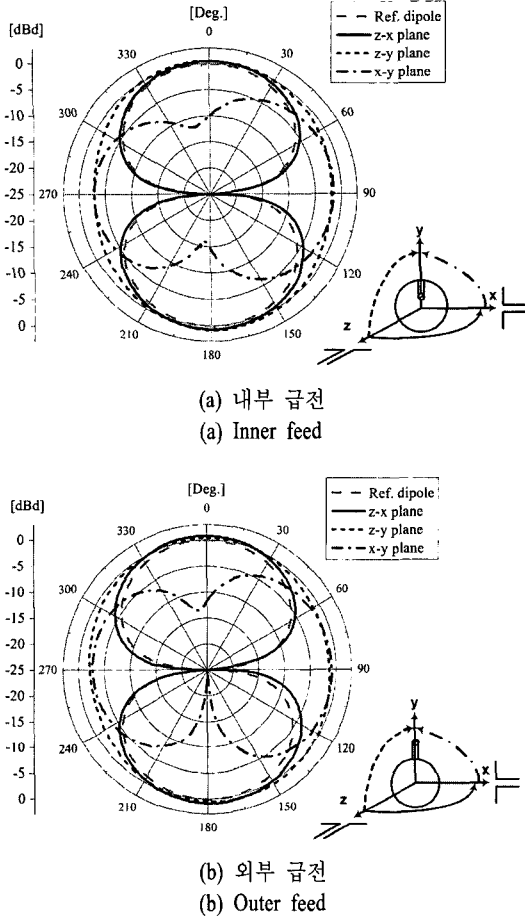 [Deg.]
[dBd]
0
330
30
300
60
270
90
240
120
210
150
180
0
-5
-10
-15
-20
-25
-20
-15
-10
-5
0
Ref. dipole
z-x plane
z-y plane
x-y plane
y
x
z
(a) 내부 급전
(a) Inner feed
[Deg.]
[dBd]
0
330
30
300
60
270
90
240
120
210
150
180
0
-5
-10
-15
-20
-25
-20
-15
-10
-5
0
Ref. dipole
z-x plane
z-y plane
x-y plane
y
x
z
(b) 외부 급전
(b) Outer feed